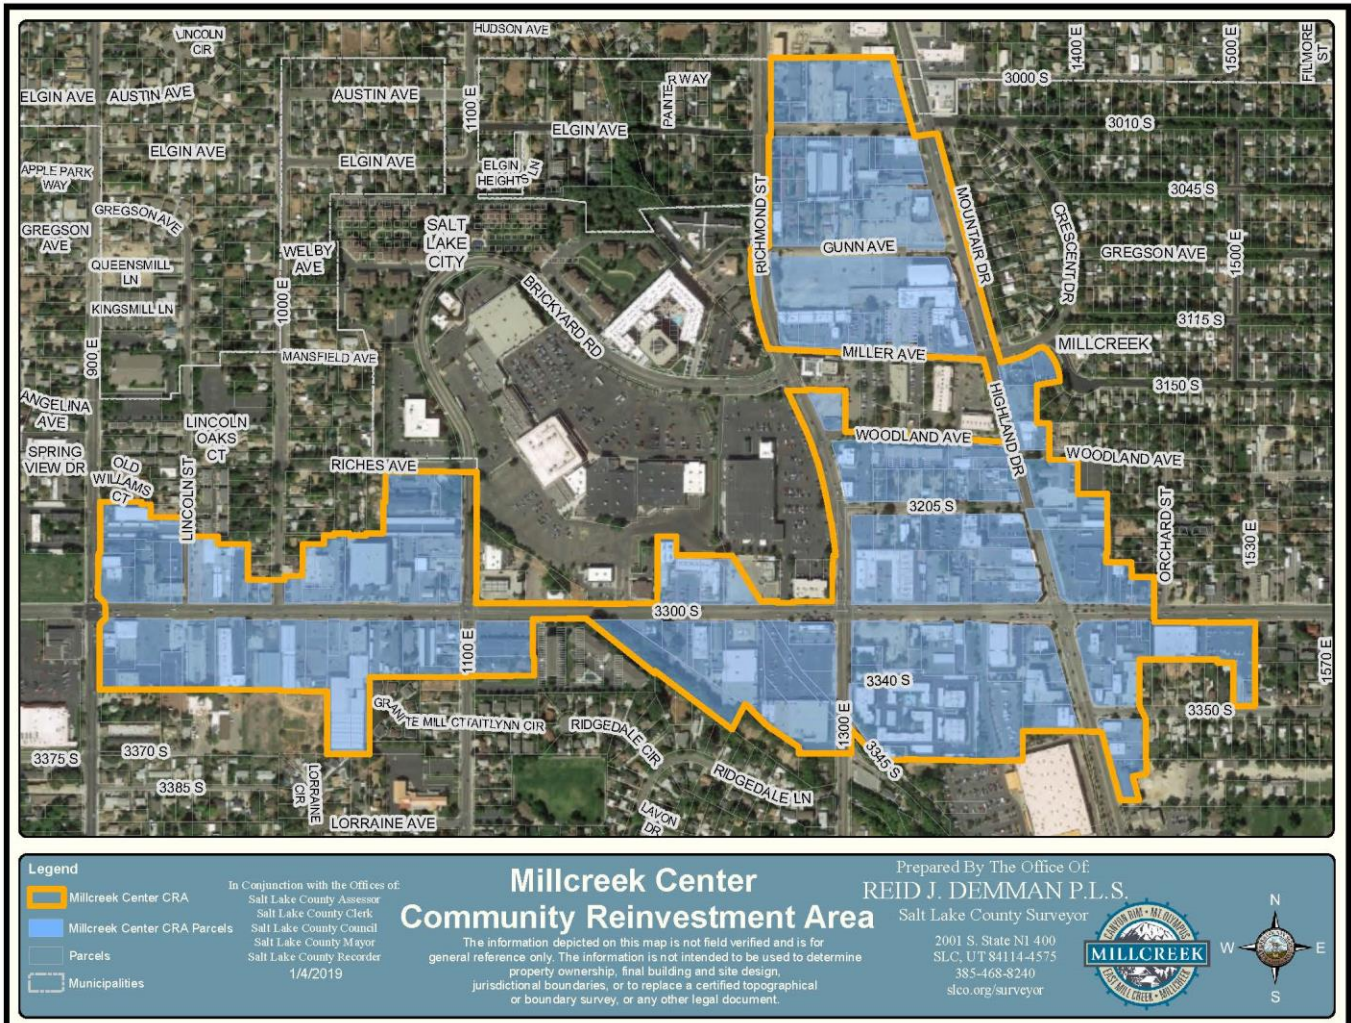 LINCOLN
CIR
HUDSON AVE
1400 E
1500 E
FILMORE
ST
ELGIN AVE
AUSTIN AVE
AUSTIN AVE
1100 E
PAINTER WAY
3000 S
3010 S
ELGIN AVE
ELGIN AVE
ELGIN AVE
ELGIN
HEIGHTS LN
APPLE PARK
WAY
3045 S
GREGSON AVE
GREGSON
AVE
SALT
LAKE
CITY
WELBY
AVE
RICHMOND ST
GUNN AVE
MOUNTAIR DR
CRESCENT DR
GREGSON AVE
1500 E
QUEENSMILL
LN
KINGSMILL LN
1000 E
BRICKYARD RD
3115 S
900 E
MANSFIELD AVE
MILLER AVE
MILLCREEK
3150 S
ANGELINA
AVE
LINCOLN
OAKS
CT
HIGHLAND DR
WOODLAND AVE
WOODLAND AVE
SPRING
VIEW DR
OLD
WILLAMS
CT
LINCOLN ST
RICHES AVE
3205 S
ORCHARD ST
1530 E
3300 S
1100 E
1570 E
3340 S
3350 S
GRANITE MILL CT
CAITLYNN CIR
RIDGEDALE CIR
1300 E
3345 S
3375 S
3370 S
3385 S
LORRAINE
CIR
RIDGEDALE LN
LORRAINE AVE
LAVON
DR
Legend
Millcreek Center CRA
Millcreek Center CRA Parcels
Parcels
Municipalities
In Conjunction with the Offices of:
Salt Lake County Assessor
Salt Lake County Clerk
Salt Lake County Council
Salt Lake County Mayor
Salt Lake County Recorder
1/4/2019
Millcreek Center
Community Reinvestment Area
The information depicted on this map is not field verified and is for
general reference only. The information is not intended to be used to determine
property ownership, final building and site design,
jurisdictional boundaries, or to replace a certified topographical
or boundary survey, or any other legal document.
Prepared By The Office Of:
REID J. DEMMAN P.L.S.
Salt Lake County Surveyor
2001 S. State N1 400
SLC, UT 84114-4575
385-468-8240
slco.org/surveyor
CANYON RIM • MT. OLYMPUS
MILLCREEK
EAST MILL CREEK • MILLCREEK
N
W
E
S